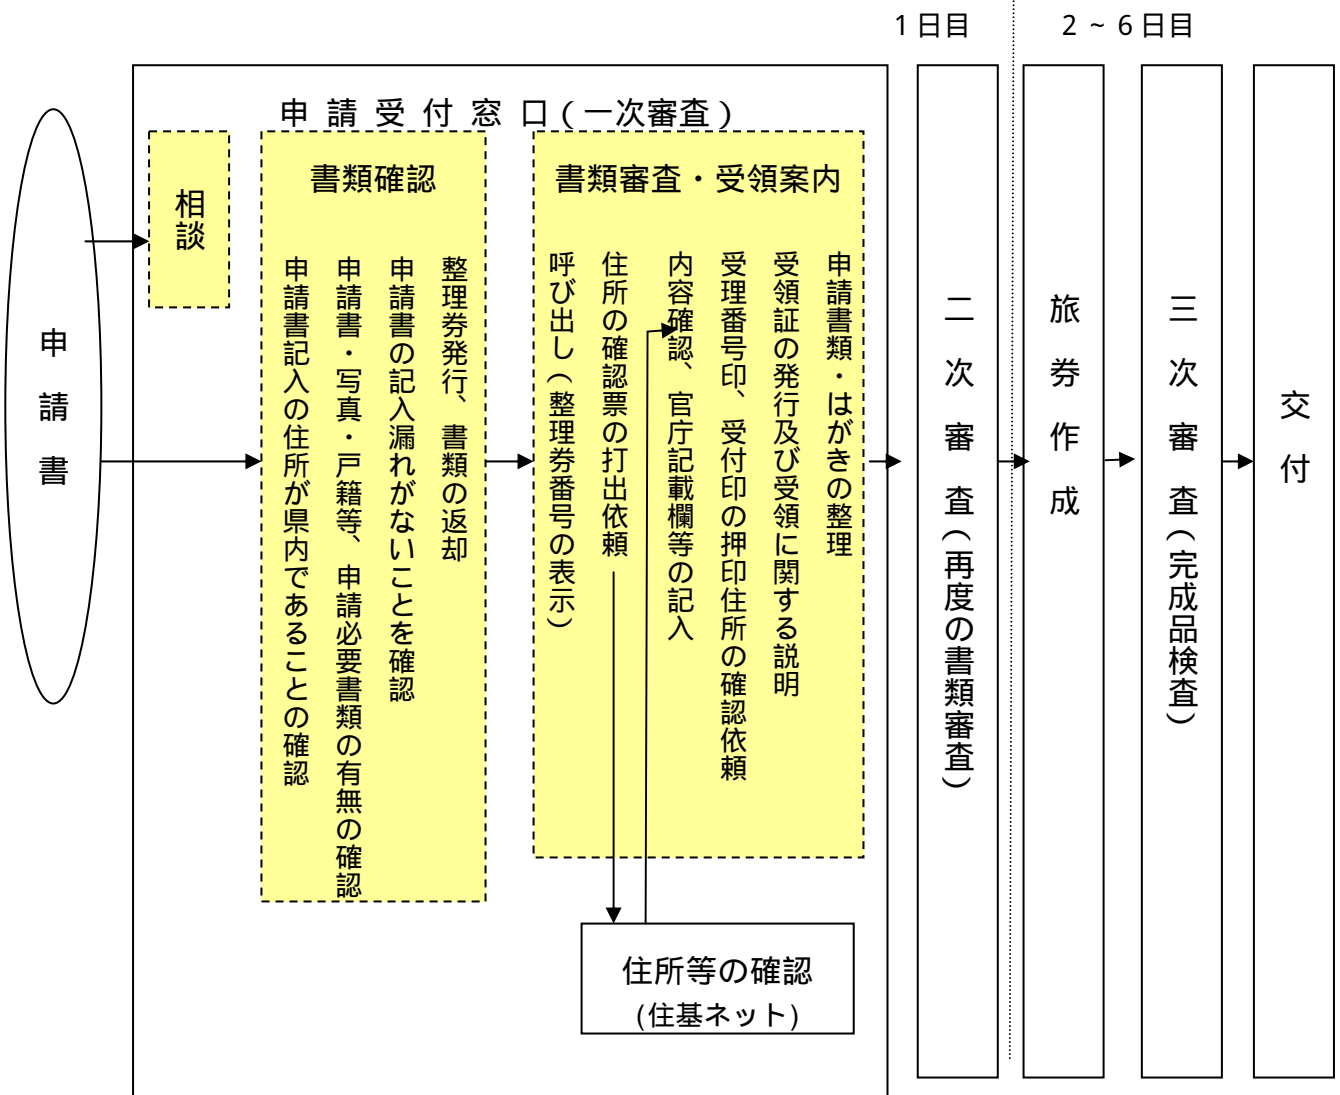 1日目
2~6日目
申請受付窓口(一次審査)
申請書
相談
書類確認
申請書記入の住所が県内であることの確認
申請書・写真・戸籍等、申請必要書類の有無の確認
申請書の記入漏れがないことを確認
整理券発行、書類の返却
書類審査・受領案内
呼び出し(整理券番号の表示)
住所の確認票の打出依頼
内容確認、官庁記載欄等の記入
受理番号印、受付印の押印住所の確認依頼
受領証の発行及び受領に関する説明
申請書類・はがきの整理
住所等の確認
(住基ネット)
二次審査(再度の書類審査)
旅券作成
三次審査(完成品検査)
交付